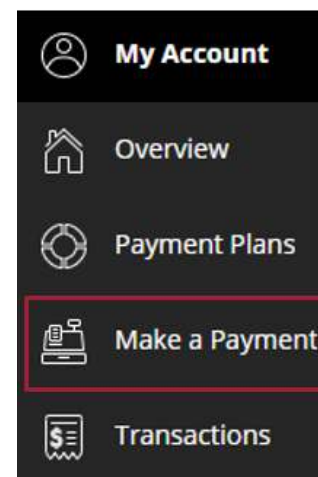 My Account
Overview
Payment Plans
Make a Payment
Transactions